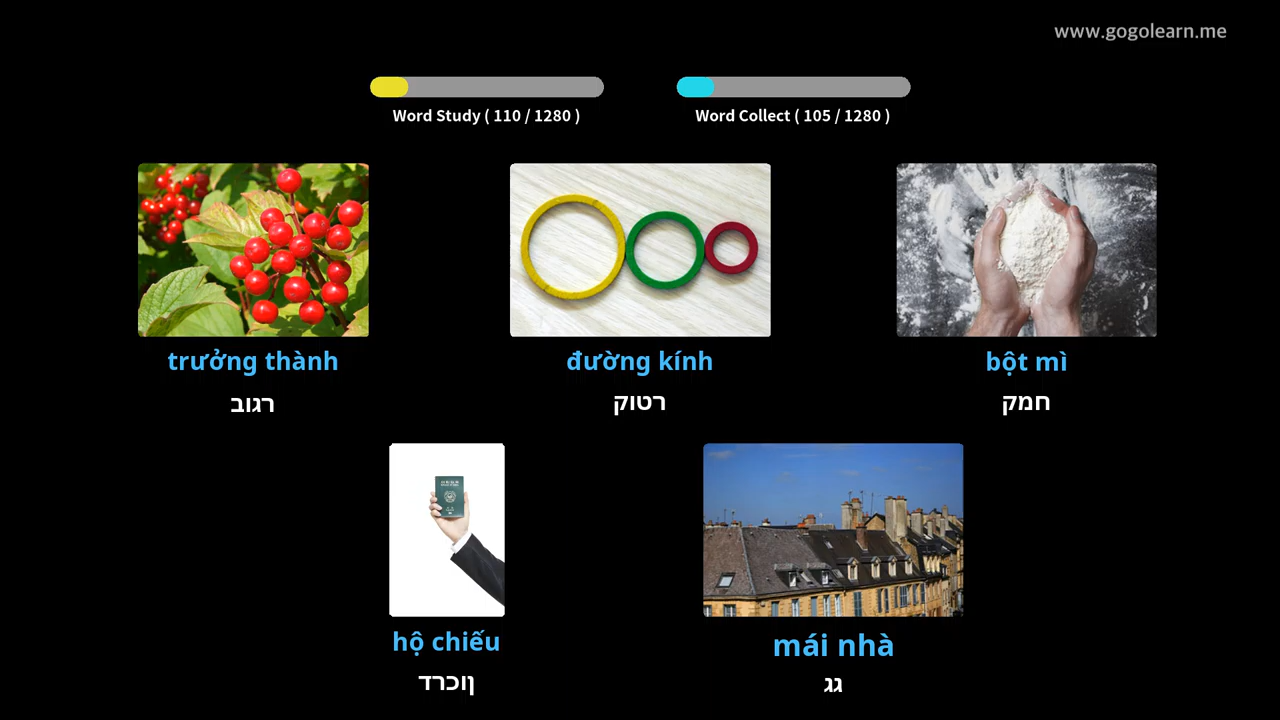 www.gogolearn.me
Word Study ( 110 / 1280 )
Word Collect ( 105 / 1280 )
trưởng thành
רגוב
đường kính
רטוק
bột mì
חמק
hộ chiếu
ןוכרד
mái nhà
גג